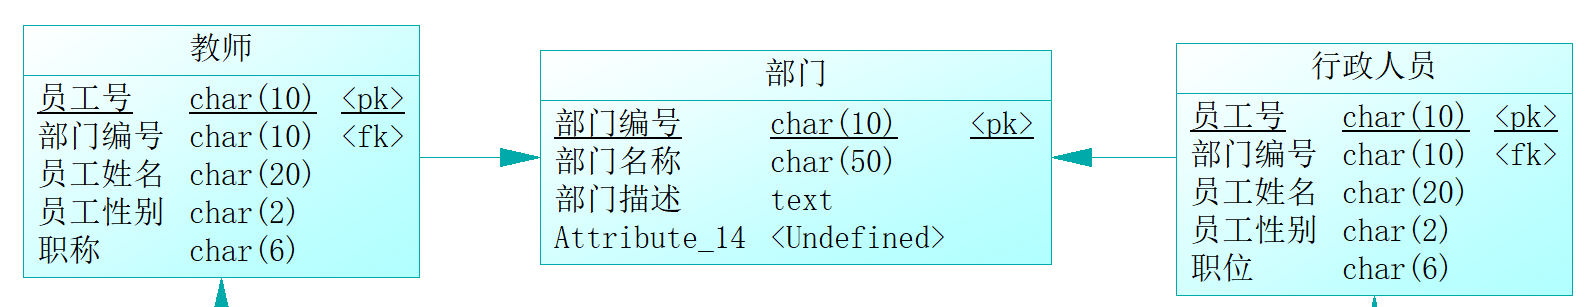 教师
员工号 char(10) <pk>
部门编号 char(10) <fk>
员工姓名 char(20)
员工性别 char(2)
职称 char(6)
部门
部门编号 char(10) <pk>
部门名称 char(50)
部门描述 text
Attribute_14 <Undefined>
行政人员
员工号 char(10) <pk>
部门编号 char(10) <fk>
员工姓名 char(20)
员工性别 char(2)
职位 char(6)